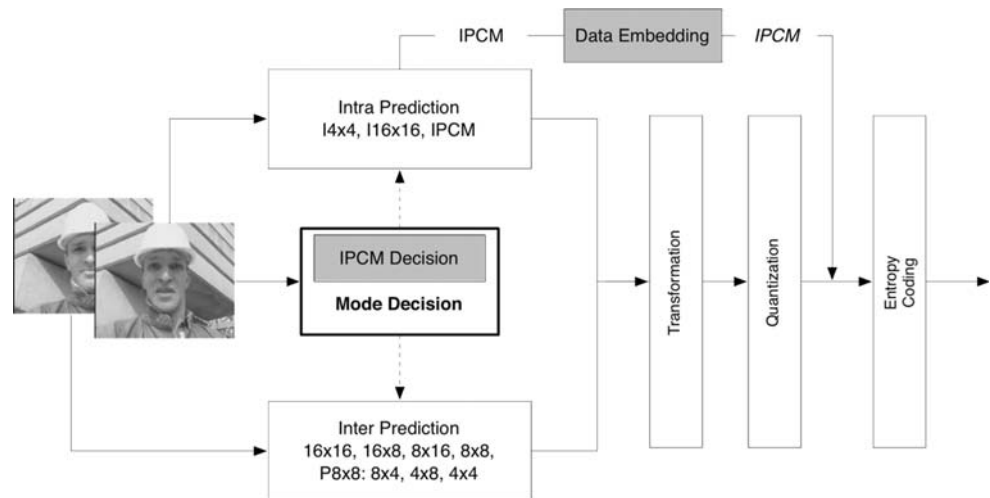 IPCM
Data Embedding
IPCM
Intra Prediction
I4x4, I16x16, IPCM
IPCM Decision
Mode Decision
Inter Prediction
16x16, 16x8, 8x16, 8x8,
P8x8: 8x4, 4x8, 4x4
Transformation
Quantization
Entropy
Coding